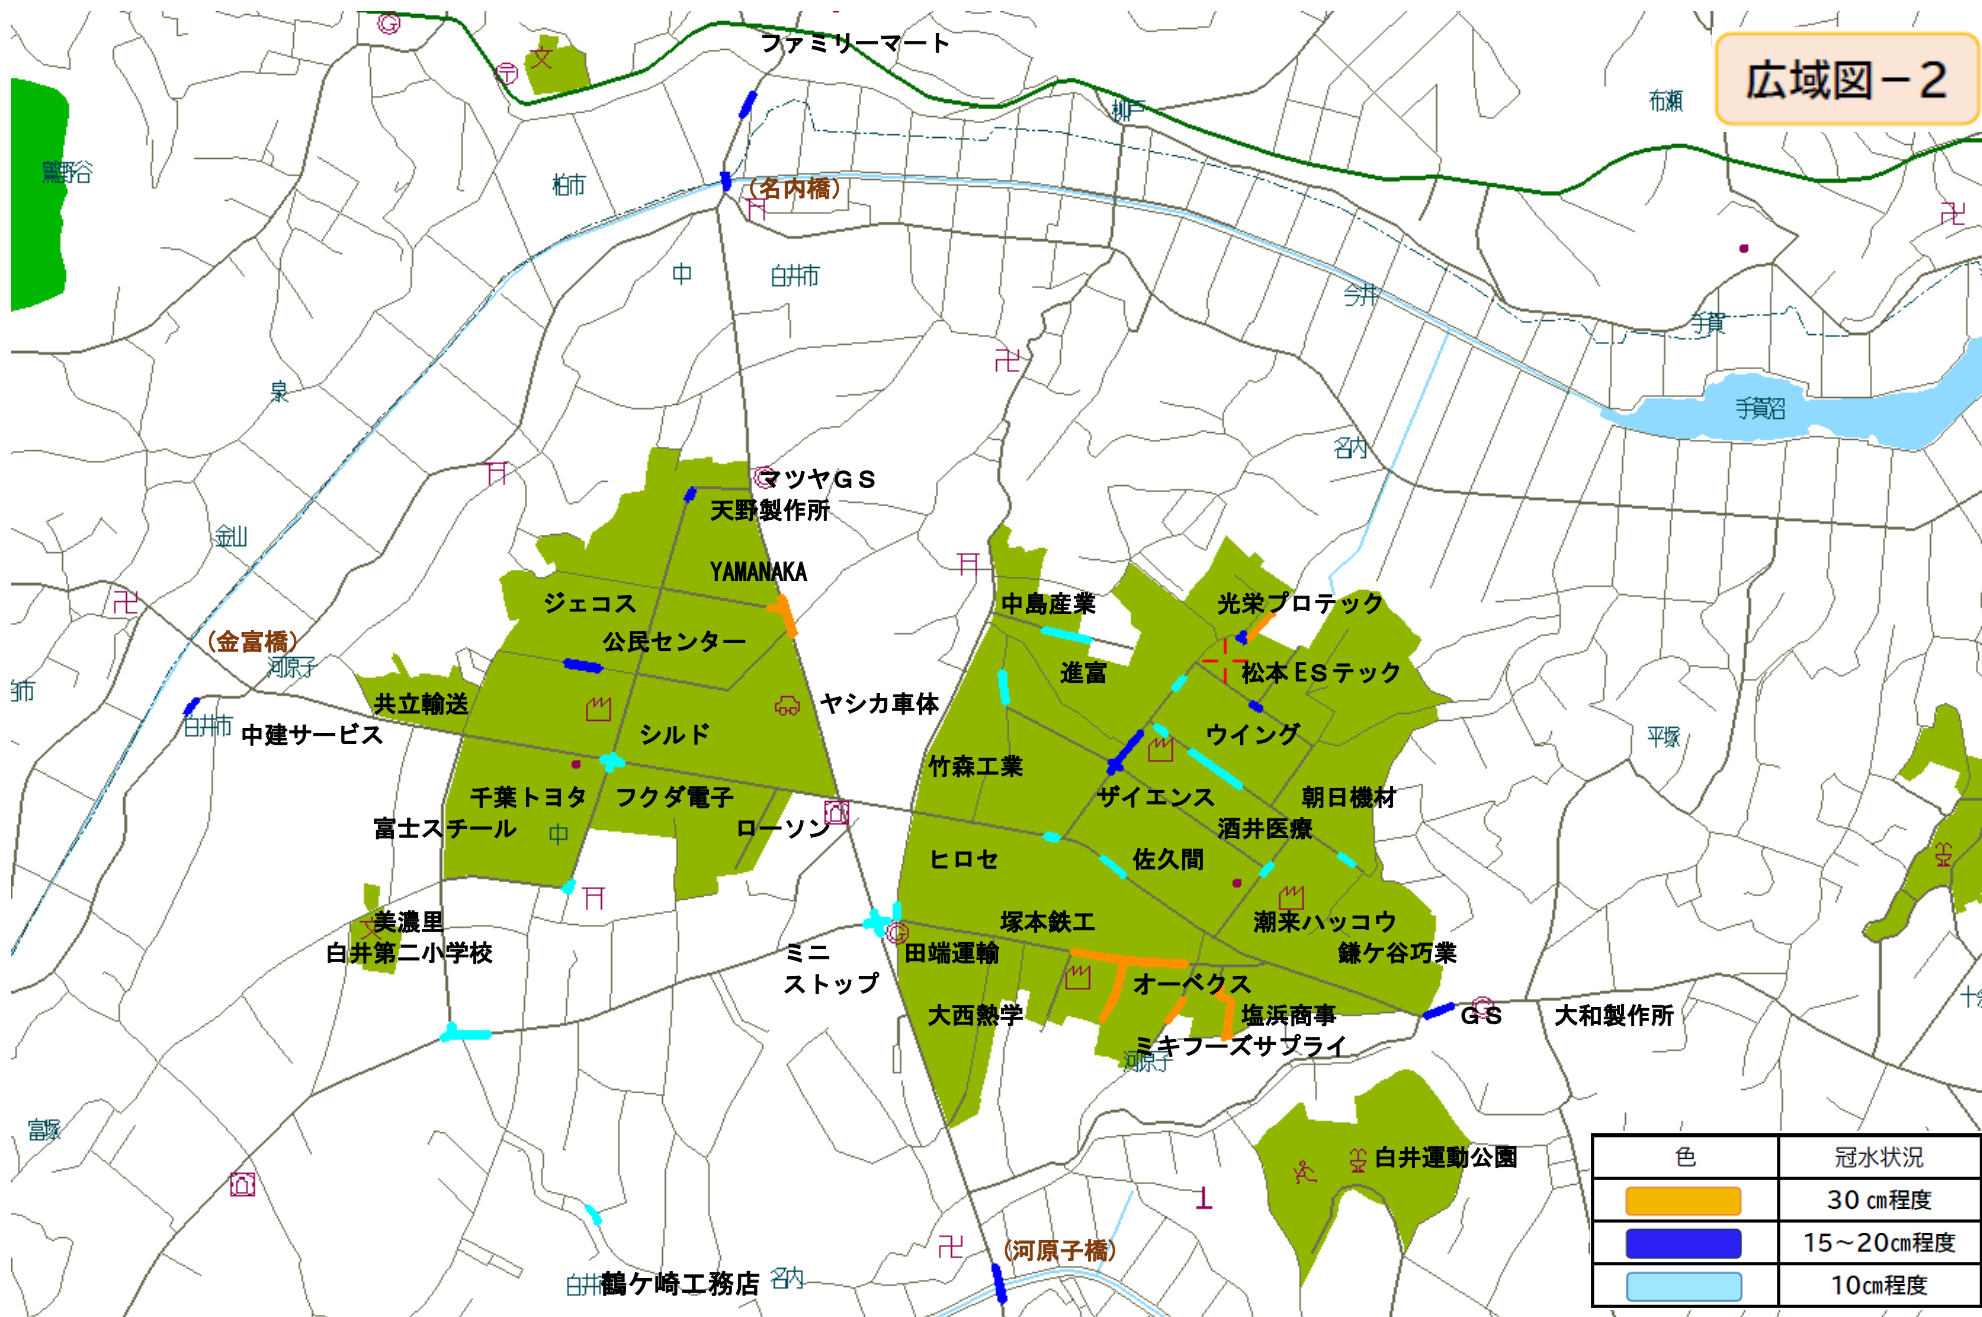 ファミリーマート
広域図－2
布瀬
柳戸
鷲野谷
柏市
(名内橋)
中
白井市
今井
手賀
泉
手賀沼
名内
マツヤGS
天野製作所
金山
YAMANAKA
ジェコス
中島産業
光栄プロテック
(金富橋)
公民センター
河原子
進富
松本ESテック
共立輸送
ヤシカ車体
白井市
中建サービス
シルド
ウイング
平塚
竹森工業
千葉トヨタ
フクダ電子
ザイエンス
朝日機材
富士スチール
中
ローソン
酒井医療
ヒロセ
佐久間
美濃里
塚本鉄工
潮来ハッコウ
白井第二小学校
ミニ
ストップ
田端運輸
鎌ケ谷巧業
オーベクス
大西熱学
塩浜商事
GS
大和製作所
ミキフーズサプライ
河原子
富塚
白井運動公園
(河原子橋)
鶴ケ崎工務店
名内
色
冠水状況
30㎝程度
15～20㎝程度
10㎝程度